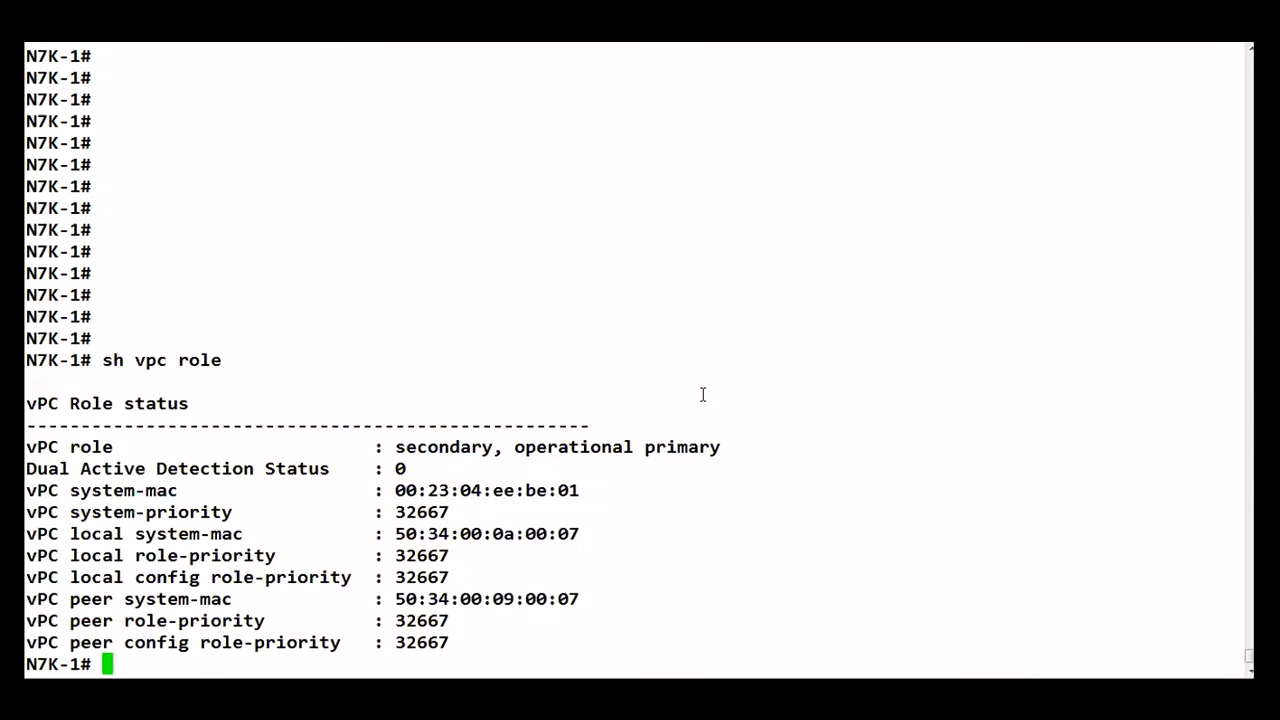 N7K-1#
N7K-1#
N7K-1#
N7K-1#
N7K-1#
N7K-1#
N7K-1#
N7K-1#
N7K-1#
N7K-1#
N7K-1#
N7K-1#
N7K-1#
N7K-1#
N7K-1# sh vpc role
vPC Role status
----------------------------------------------------
vPC role : secondary, operational primary
Dual Active Detection Status : 0
vPC system-mac : 00:23:04:ee:be:01
vPC system-priority : 32667
vPC local system-mac : 50:34:00:0a:00:07
vPC local role-priority : 32667
vPC local config role-priority : 32667
vPC peer system-mac : 50:34:00:09:00:07
vPC peer role-priority : 32667
vPC peer config role-priority : 32667
N7K-1#